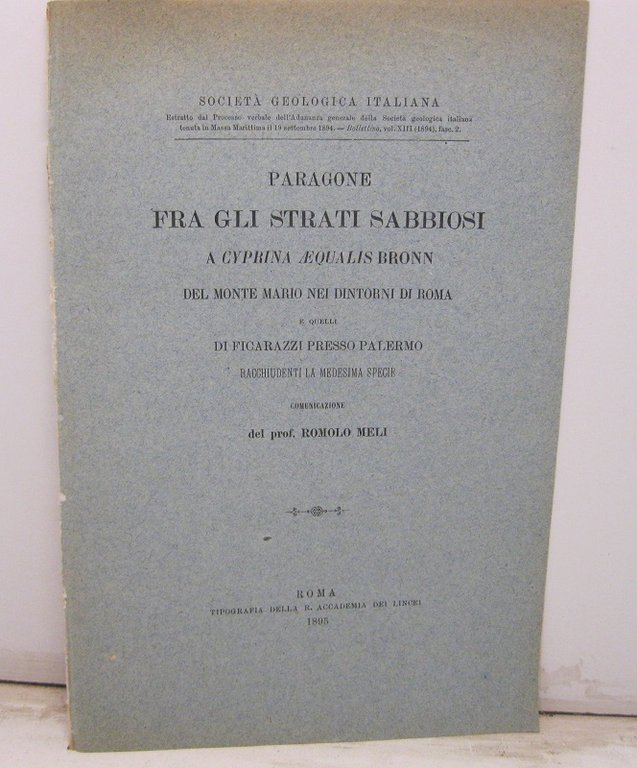 SOCIETÀ GEOLOGICA ITALIANA
Estratto dal Processo verbale dell'Adunanza generale della Società geologica italiana
tenuta in Massa Marittima il 19 settembre 1894. — Bollettino, vol. XIII (1894), fasc. 2.
PARAGONE
FRA GLI STRATI SABBIOSI
A CYPRINA ÆQUALIS BRONN
DEL MONTE MARIO NEI DINTORNI DI ROMA
E QUELLI
DI FICARAZZI PRESSO PALERMO
RACCHIUDENTI LA MEDESIMA SPECIE
COMUNICAZIONE
del prof. ROMOLO MELI
ROMA
TIPOGRAFIA DELLA R. ACCADEMIA DEI LINCEI
1895